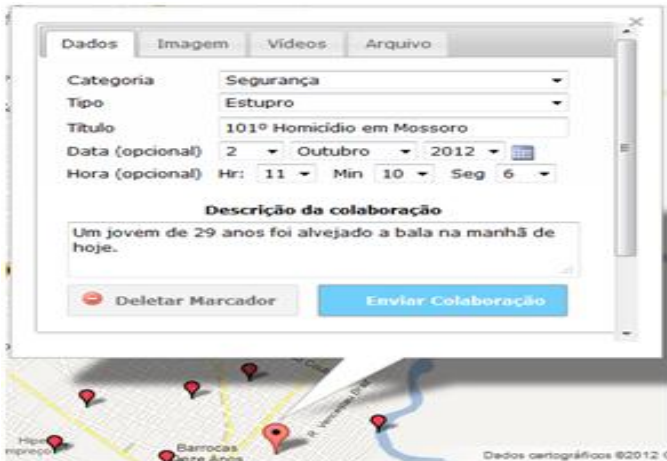 Dados Imagem Vídeos Arquivo
Categoria Segurança
Tipo Estupro
Título 101º Homicídio em Mossoro
Data (opcional) 2 Outubro 2012
Hora (opcional) Hr: 11 Min 10 Seg 6
Descrição da colaboração
Um jovem de 29 anos foi alvejado a bala na manhã de
hoje.
Deletar Marcador Enviar Colaboração
Barrocas
Dados cartográficos ©2012